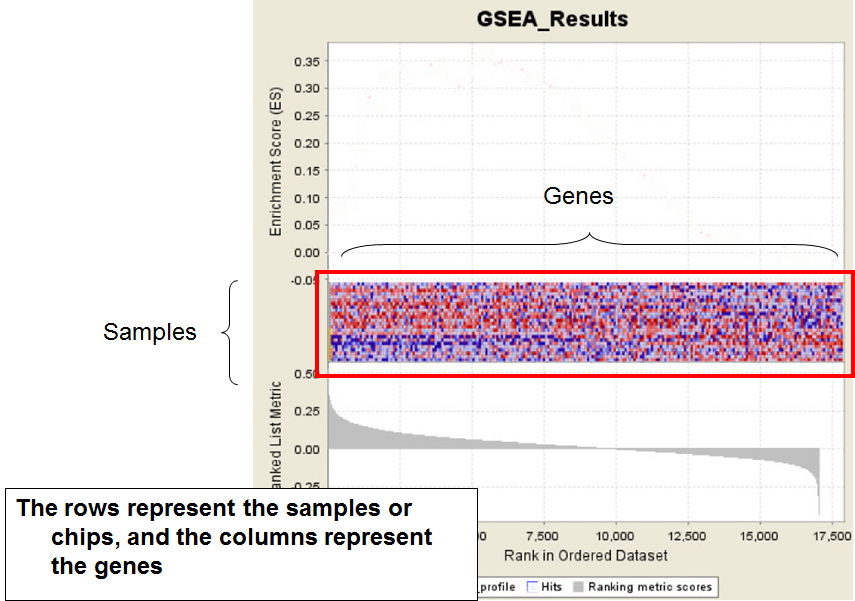 GSEA_Results
Enrichment Score (ES)
0.35
0.30
0.25
0.20
0.15
0.10
0.05
0.00
-0.05
Genes
Samples
0.50
0.25
0.00
-0.25
anked List Metric
The rows represent the samples or
chips, and the columns represent
the genes
7,500
10,000
12,500
15,000
17,500
Rank in Ordered Dataset
_profile Hits Ranking metric scores